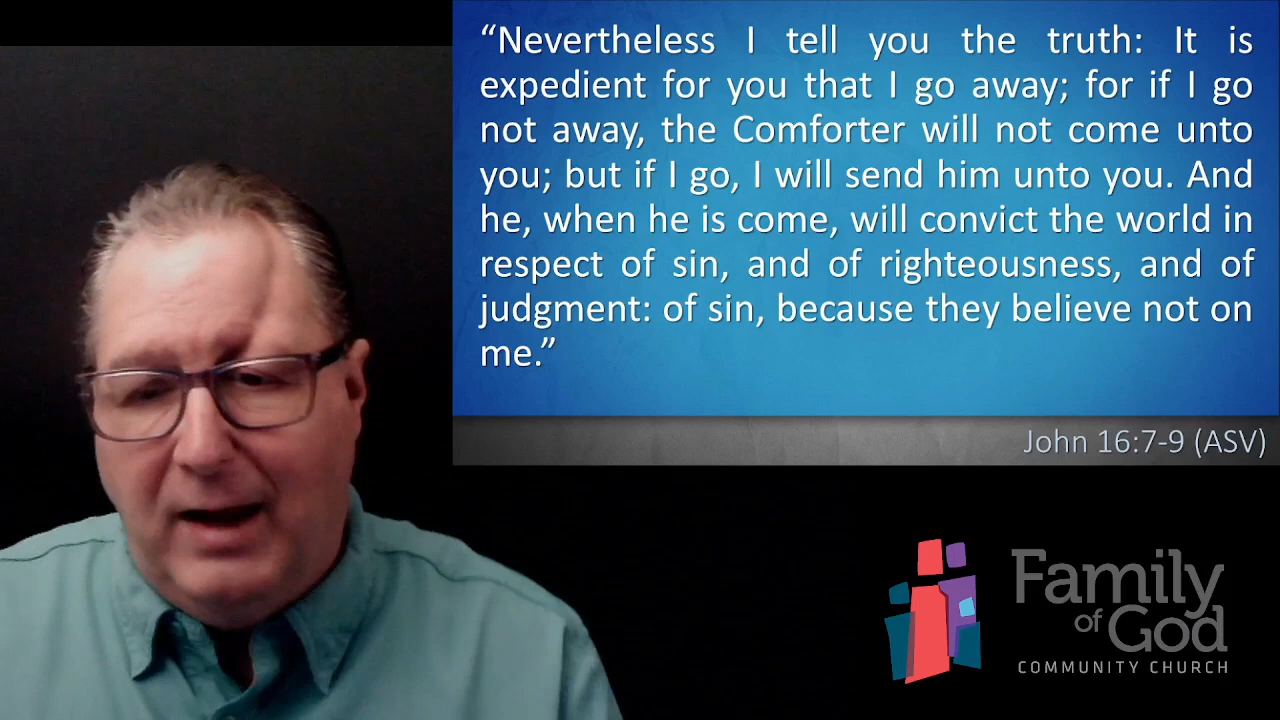 “Nevertheless I tell you the truth: It is
expedient for you that I go away; for if I go
not away, the Comforter will not come unto
you; but if I go, I will send him unto you. And
he, when he is come, will convict the world in
respect of sin, and of righteousness, and of
judgment: of sin, because they believe not on
me.”
John 16:7-9 (ASV)
Family
of God
COMMUNITY CHURCH